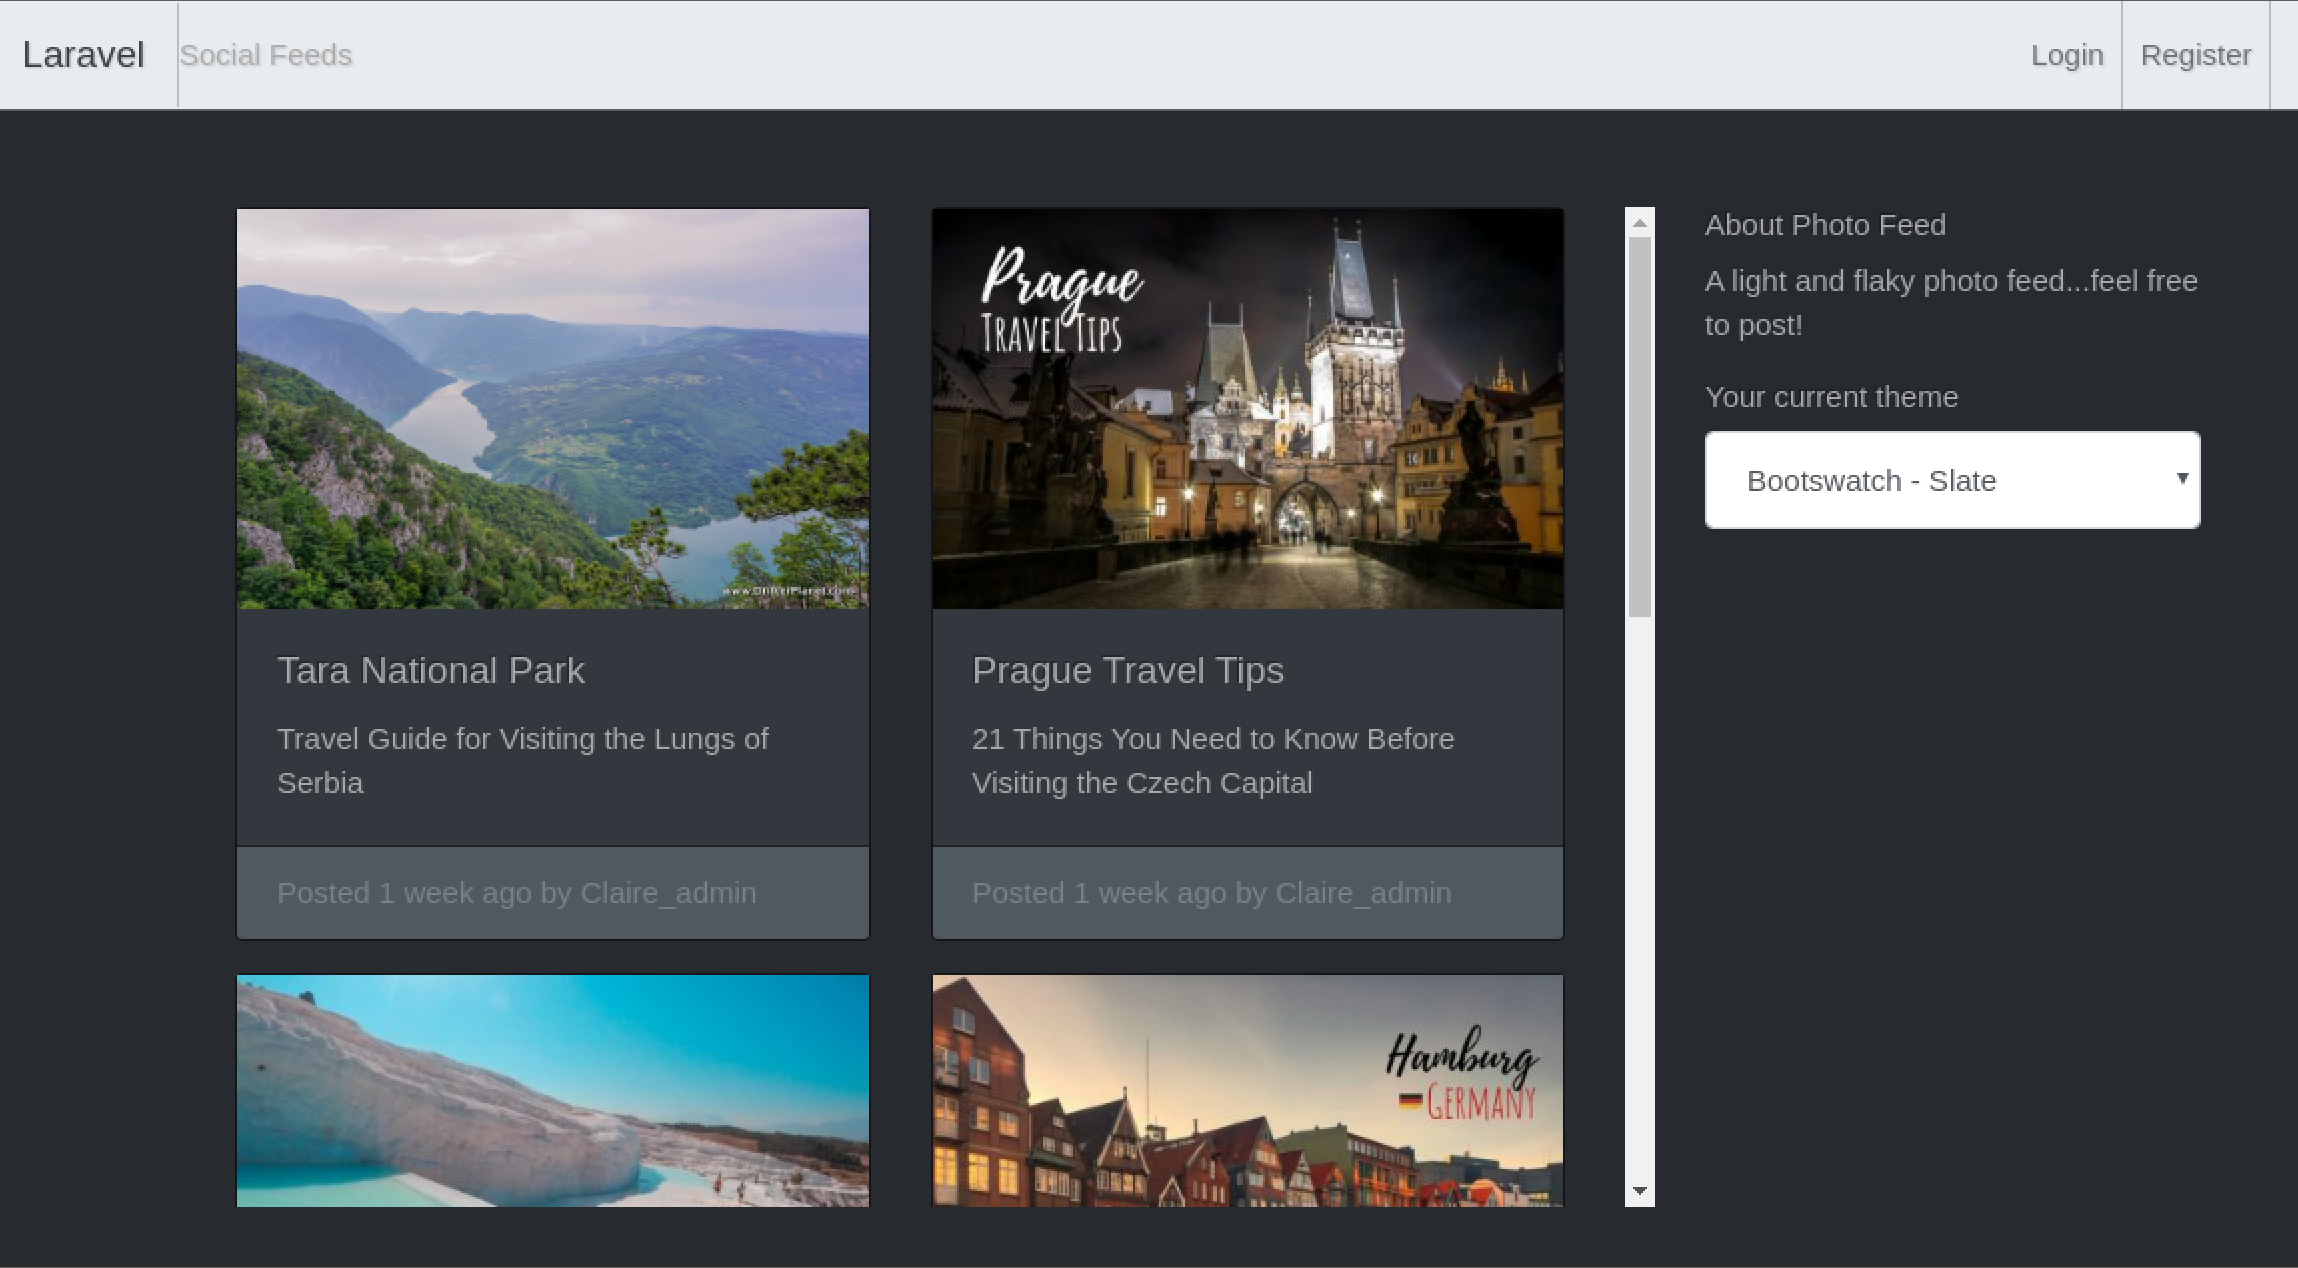 Laravel
Social Feeds
Login
Register
Prague
TRAVEL TIPS
www.DrifterPlanet.com
Tara National Park
Travel Guide for Visiting the Lungs of
Serbia
Posted 1 week ago by Claire_admin
Prague Travel Tips
21 Things You Need to Know Before
Visiting the Czech Capital
Posted 1 week ago by Claire_admin
Hamburg
GERMANY
About Photo Feed
A light and flaky photo feed...feel free
to post!
Your current theme
Bootswatch - Slate